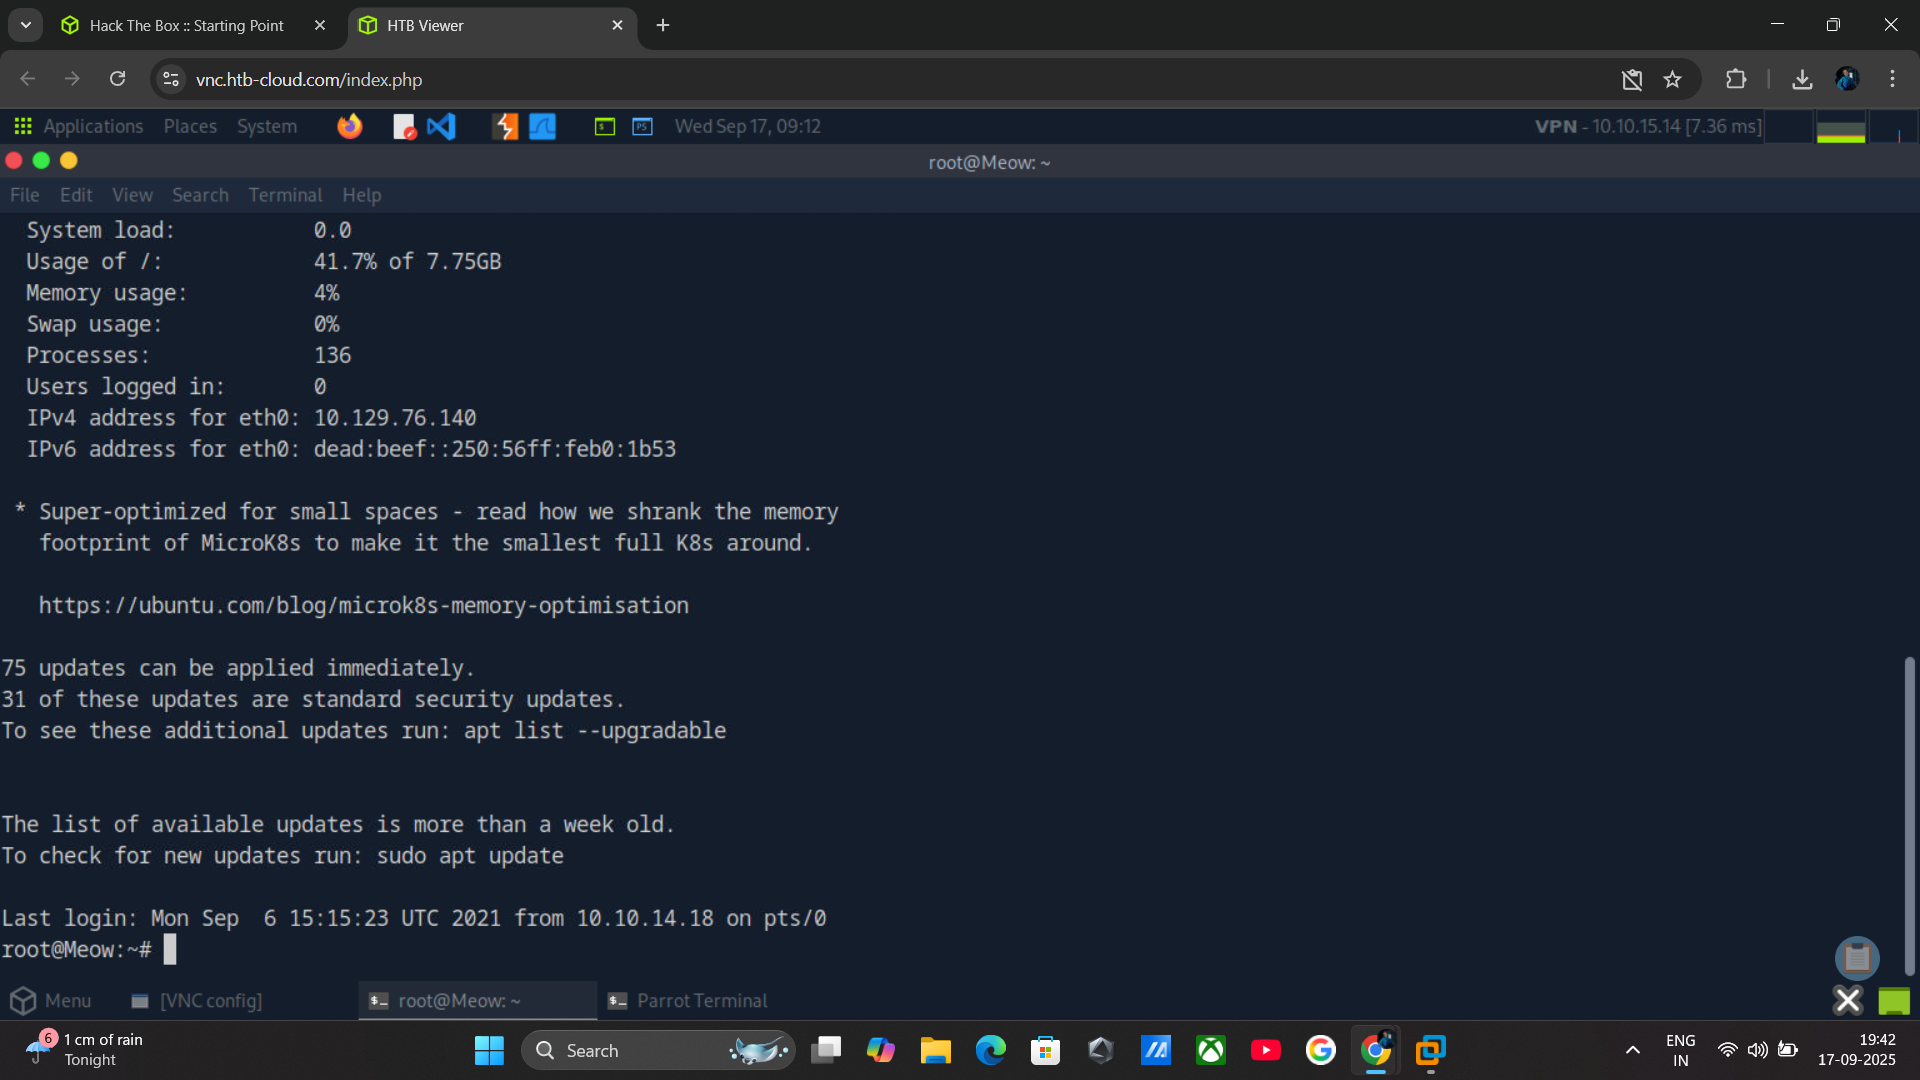 Hack The Box :: Starting Point
HTB Viewer
vnc.htb-cloud.com/index.php
Applications Places System Wed Sep 17, 09:12 VPN - 10.10.15.14 [7.36 ms]
root@Meow: ~
File Edit View Search Terminal Help
System load: 0.0
Usage of /: 41.7% of 7.75GB
Memory usage: 4%
Swap usage: 0%
Processes: 136
Users logged in: 0
IPv4 address for eth0: 10.129.76.140
IPv6 address for eth0: dead:beef::250:56ff:feb0:1b53
* Super-optimized for small spaces - read how we shrank the memory
footprint of MicroK8s to make it the smallest full K8s around.
https://ubuntu.com/blog/microk8s-memory-optimisation
75 updates can be applied immediately.
31 of these updates are standard security updates.
To see these additional updates run: apt list --upgradable
The list of available updates is more than a week old.
To check for new updates run: sudo apt update
Last login: Mon Sep  6 15:15:23 UTC 2021 from 10.10.14.18 on pts/0
root@Meow:~#
Menu [VNC config] root@Meow: ~ Parrot Terminal
6
1 cm of rain
Tonight
Search
ENG
IN
19:42
17-09-2025